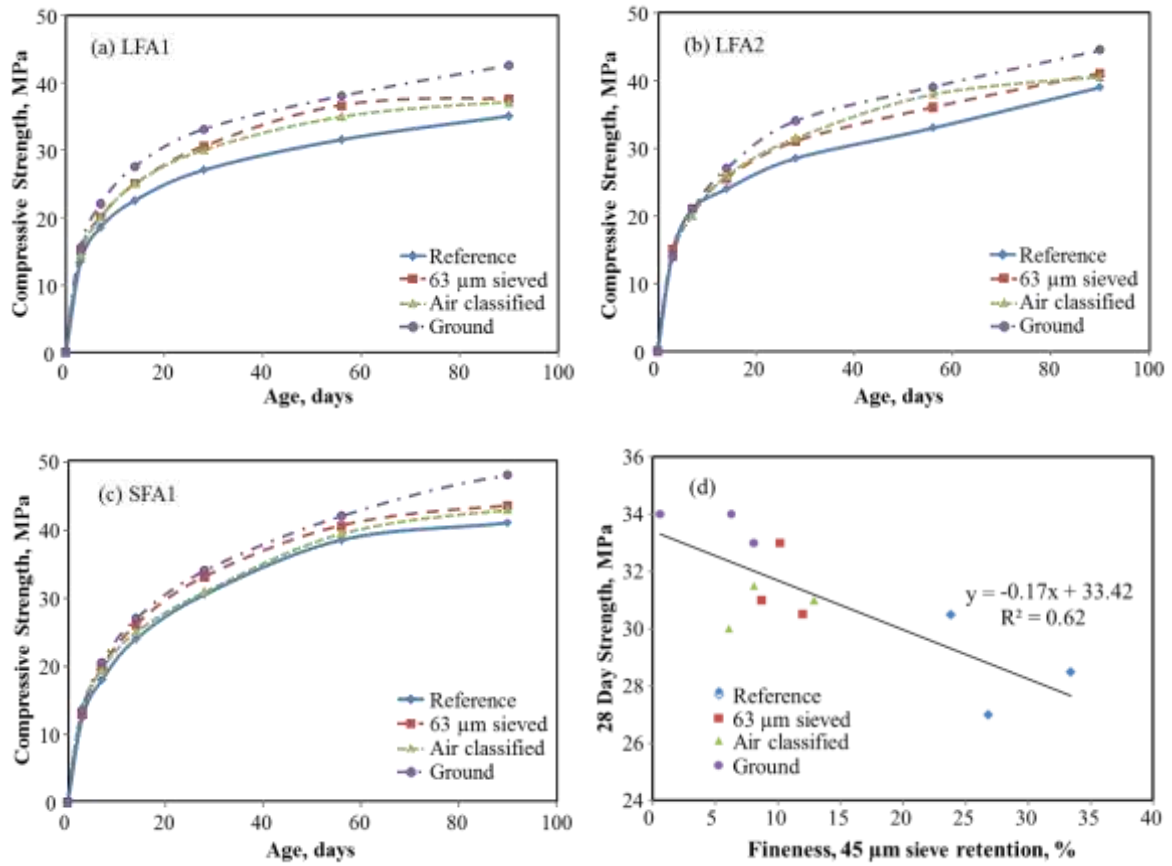 (a) LFA1
Compressive Strength, MPa
50
40
30
20
10
0
Reference
63 µm sieved
Air classified
Ground
0 20 40 60 80 100
Age, days
(b) LFA2
Compressive Strength, MPa
50
40
30
20
10
0
Reference
63 µm sieved
Air classified
Ground
0 20 40 60 80 100
Age, days
(c) SFA1
Compressive Strength, MPa
50
40
30
20
10
0
Reference
63 µm sieved
Air classified
Ground
0 20 40 60 80 100
Age, days
(d)
28 Day Strength, MPa
36
34
32
30
28
26
24
y = -0.17x + 33.42
R² = 0.62
Reference
63 µm sieved
Air classified
Ground
0 5 10 15 20 25 30 35 40
Fineness, 45 µm sieve retention, %